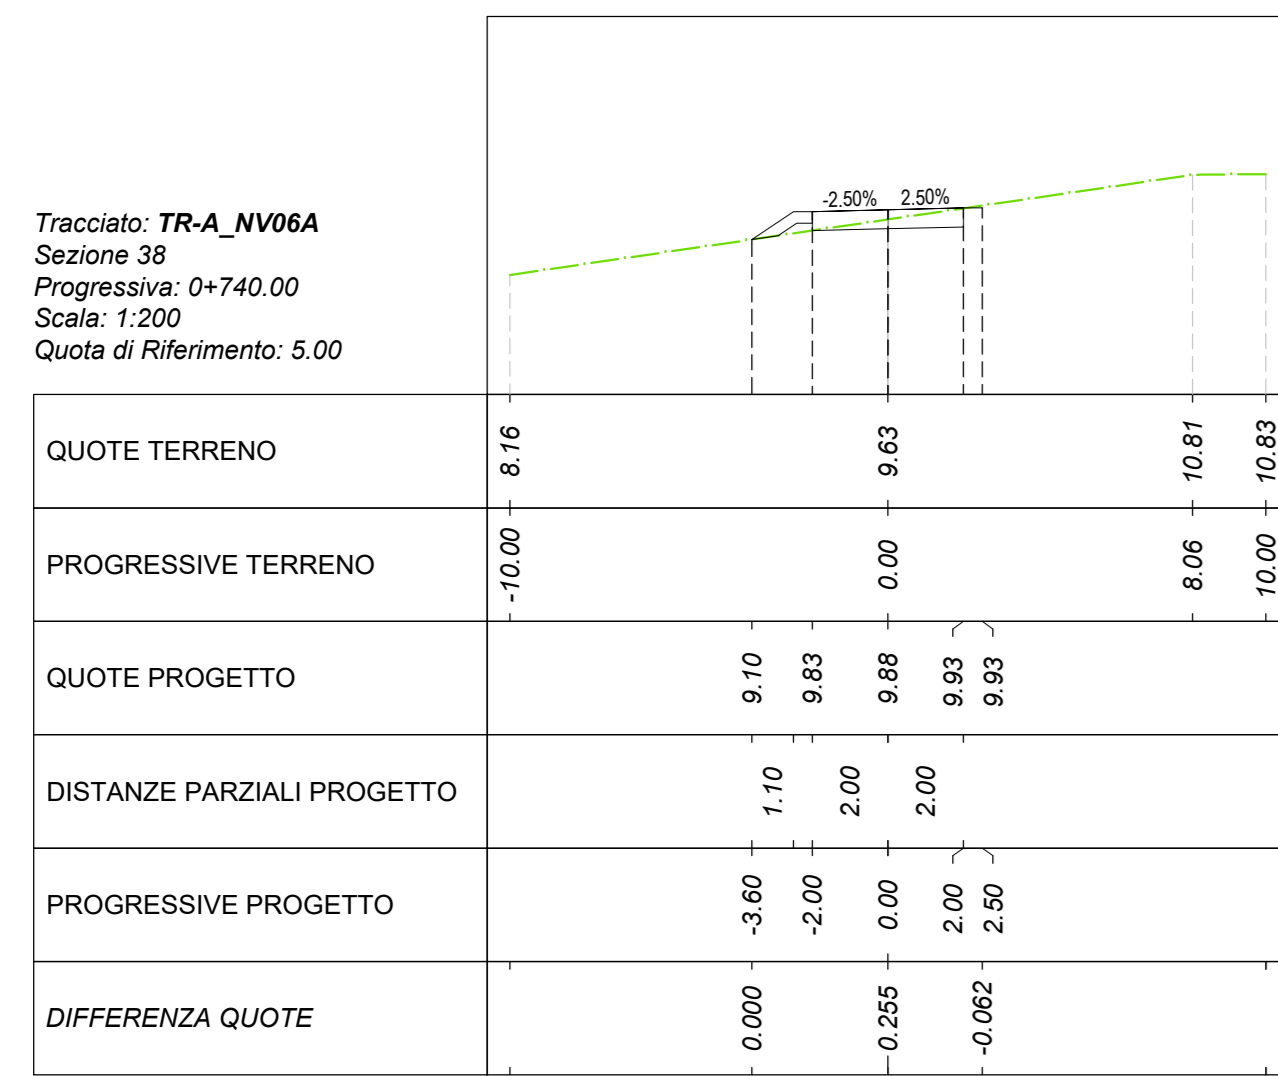 -2.50% 2.50%
Tracciato: TR-A_NV06A
Sezione 38
Progressiva: 0+740.00
Scala: 1:200
Quota di Riferimento: 5.00
QUOTE TERRENO 8.16 9.63 10.81 10.83
PROGRESSIVE TERRENO -10.00 0.00 8.06 10.00
QUOTE PROGETTO 9.10 9.83 9.88 9.93 9.93
DISTANZE PARZIALI PROGETTO 1.10 2.00 2.00
PROGRESSIVE PROGETTO -3.60 -2.00 0.00 2.00 2.50
DIFFERENZA QUOTE 0.000 0.255 -0.062